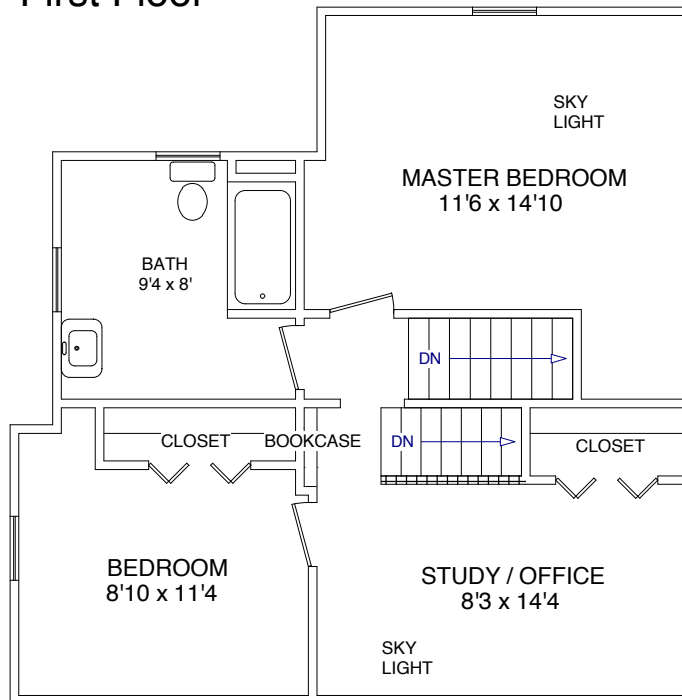 First Floor
SKY
LIGHT
MASTER BEDROOM
11'6 x 14'10
BATH
9'4 x 8'
DN
CLOSET
BOOKCASE
DN
CLOSET
BEDROOM
8'10 x 11'4
STUDY / OFFICE
8'3 x 14'4
SKY
LIGHT